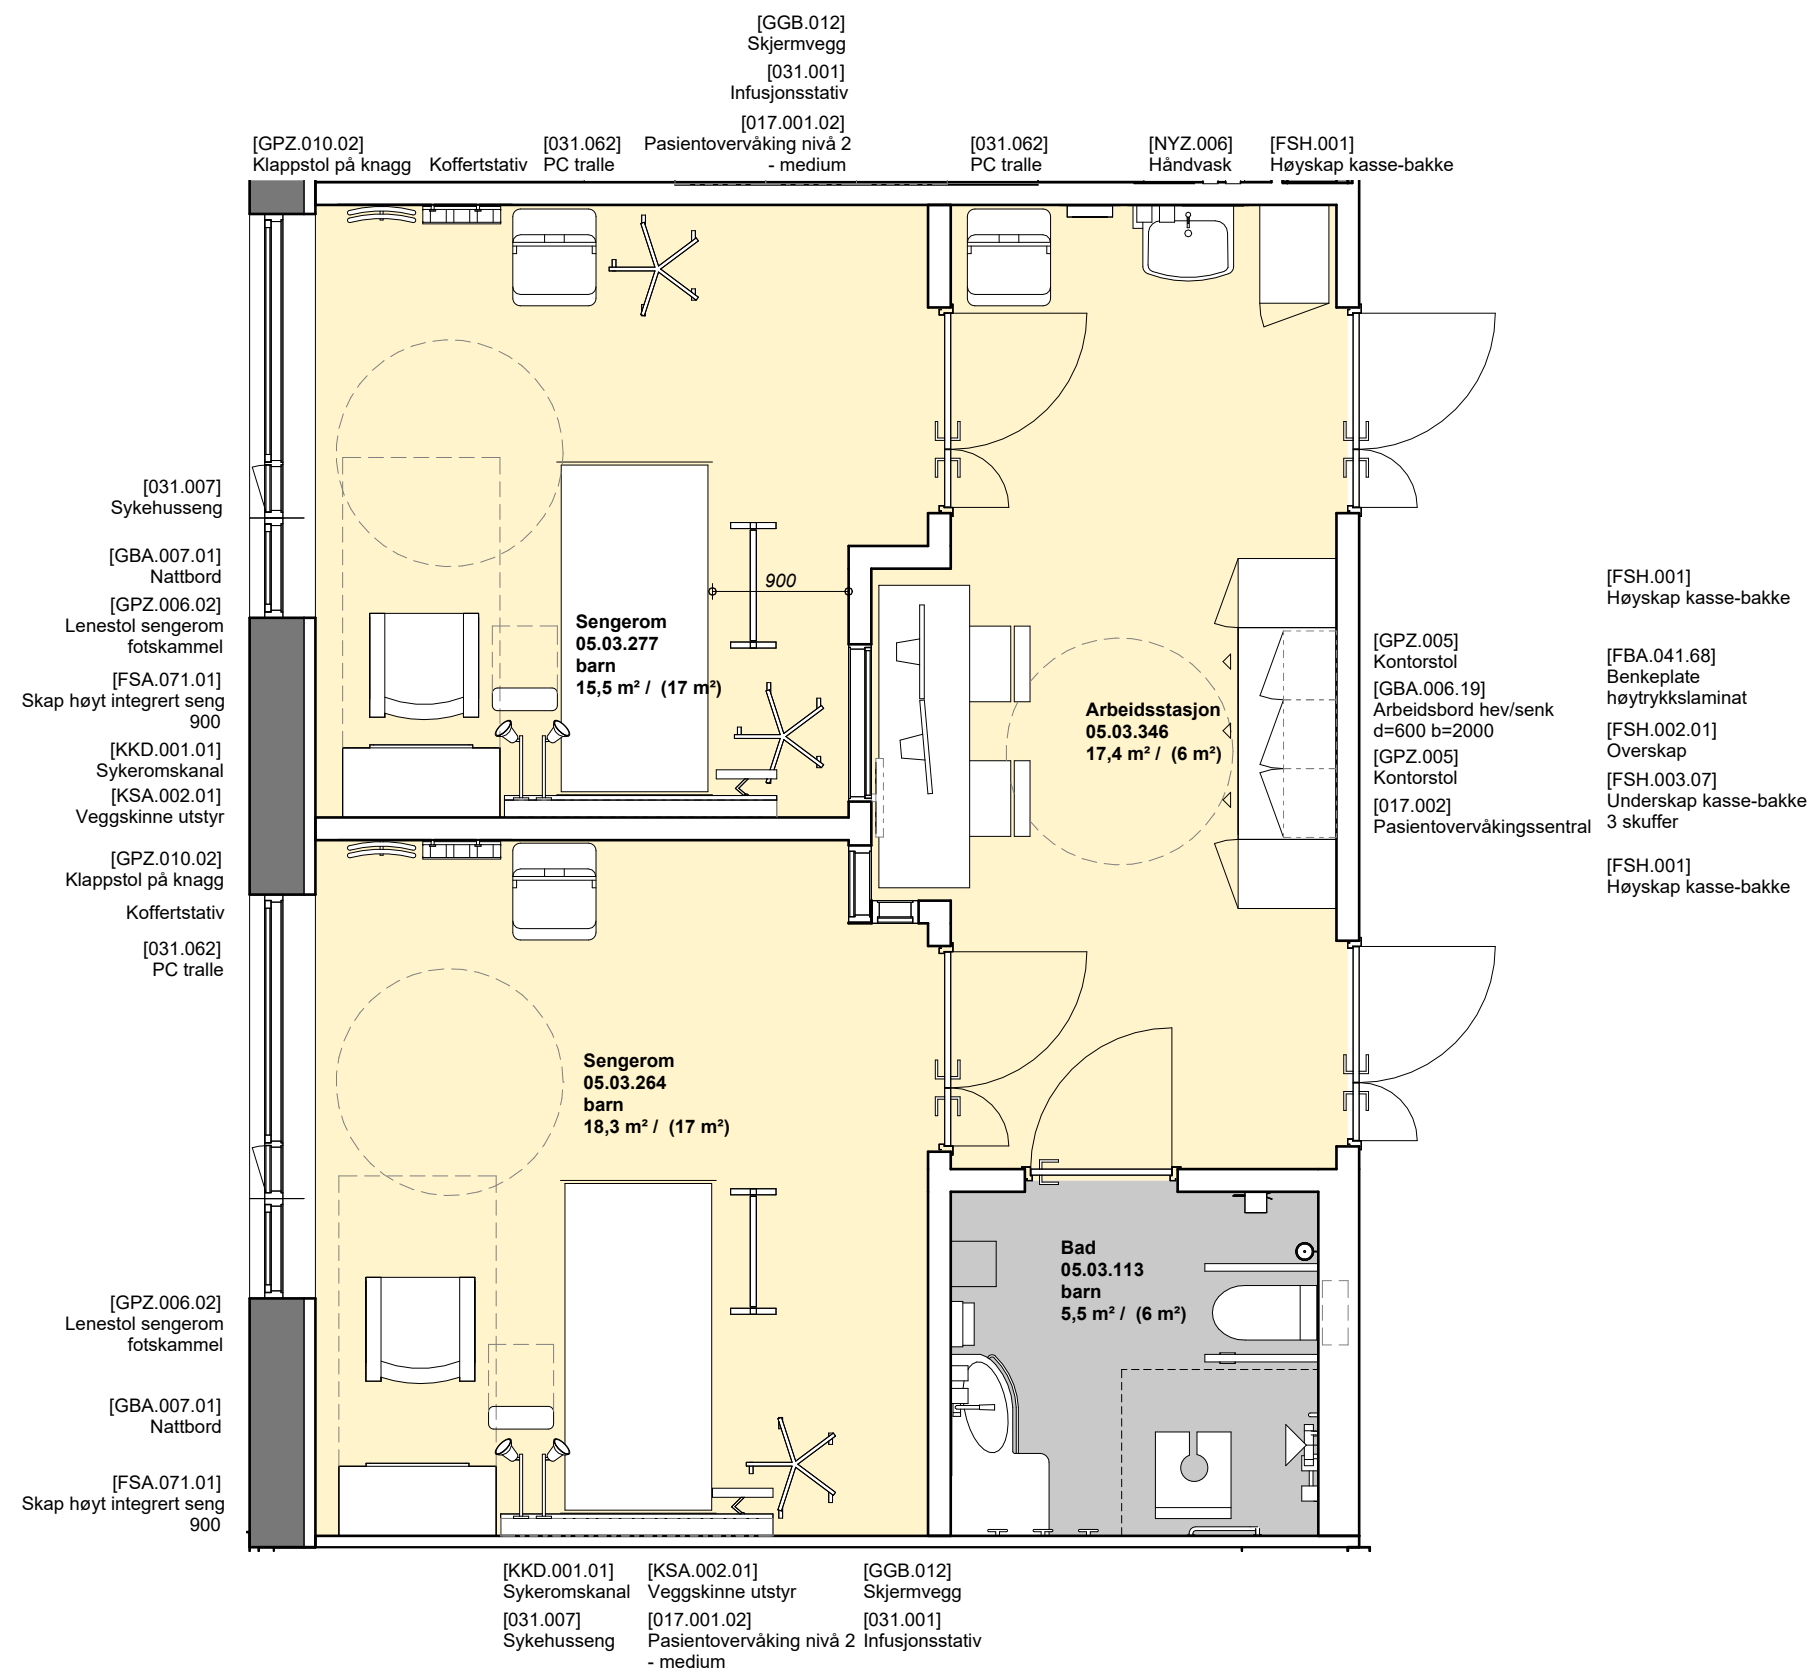 [GGB.012]
Skjermvegg
[031.001]
Infusjonsstativ
[017.001.02]
Pasientovervåking nivå 2
- medium
[GPZ.010.02]
Klappstol på knagg
Koffertstativ
[031.062]
PC tralle
[031.062]
PC tralle
[NYZ.006]
Håndvask
[FSH.001]
Høyskap kasse-bakke
[031.007]
Sykehusseng
[GBA.007.01]
Nattbord
[GPZ.006.02]
Lenestol sengerom
fotskammel
[FSA.071.01]
Skap høyt integrert seng
900
[KKD.001.01]
Sykeromskanal
[KSA.002.01]
Veggskinne utstyr
[GPZ.010.02]
Klappstol på knagg
Koffertstativ
[031.062]
PC tralle
900
Sengerom
05.03.277
barn
15,5 m² / (17 m²)
Arbeidsstasjon
05.03.346
17,4 m² / (6 m²)
[GPZ.005]
Kontorstol
[GBA.006.19]
Arbeidsbord hev/senk
d=600 b=2000
[GPZ.005]
Kontorstol
[017.002]
Pasientovervåkingssentral
[FSH.001]
Høyskap kasse-bakke
[FBA.041.68]
Benkeplate
høytrykkslaminat
[FSH.002.01]
Overskap
[FSH.003.07]
Underskap kasse-bakke
3 skuffer
[FSH.001]
Høyskap kasse-bakke
Sengerom
05.03.264
barn
18,3 m² / (17 m²)
Bad
05.03.113
barn
5,5 m² / (6 m²)
[GPZ.006.02]
Lenestol sengerom
fotskammel
[GBA.007.01]
Nattbord
[FSA.071.01]
Skap høyt integrert seng
900
[KKD.001.01]
Sykeromskanal
[031.007]
Sykehusseng
[KSA.002.01]
Veggskinne utstyr
[017.001.02]
Pasientovervåking nivå 2
- medium
[GGB.012]
Skjermvegg
[031.001]
Infusjonsstativ